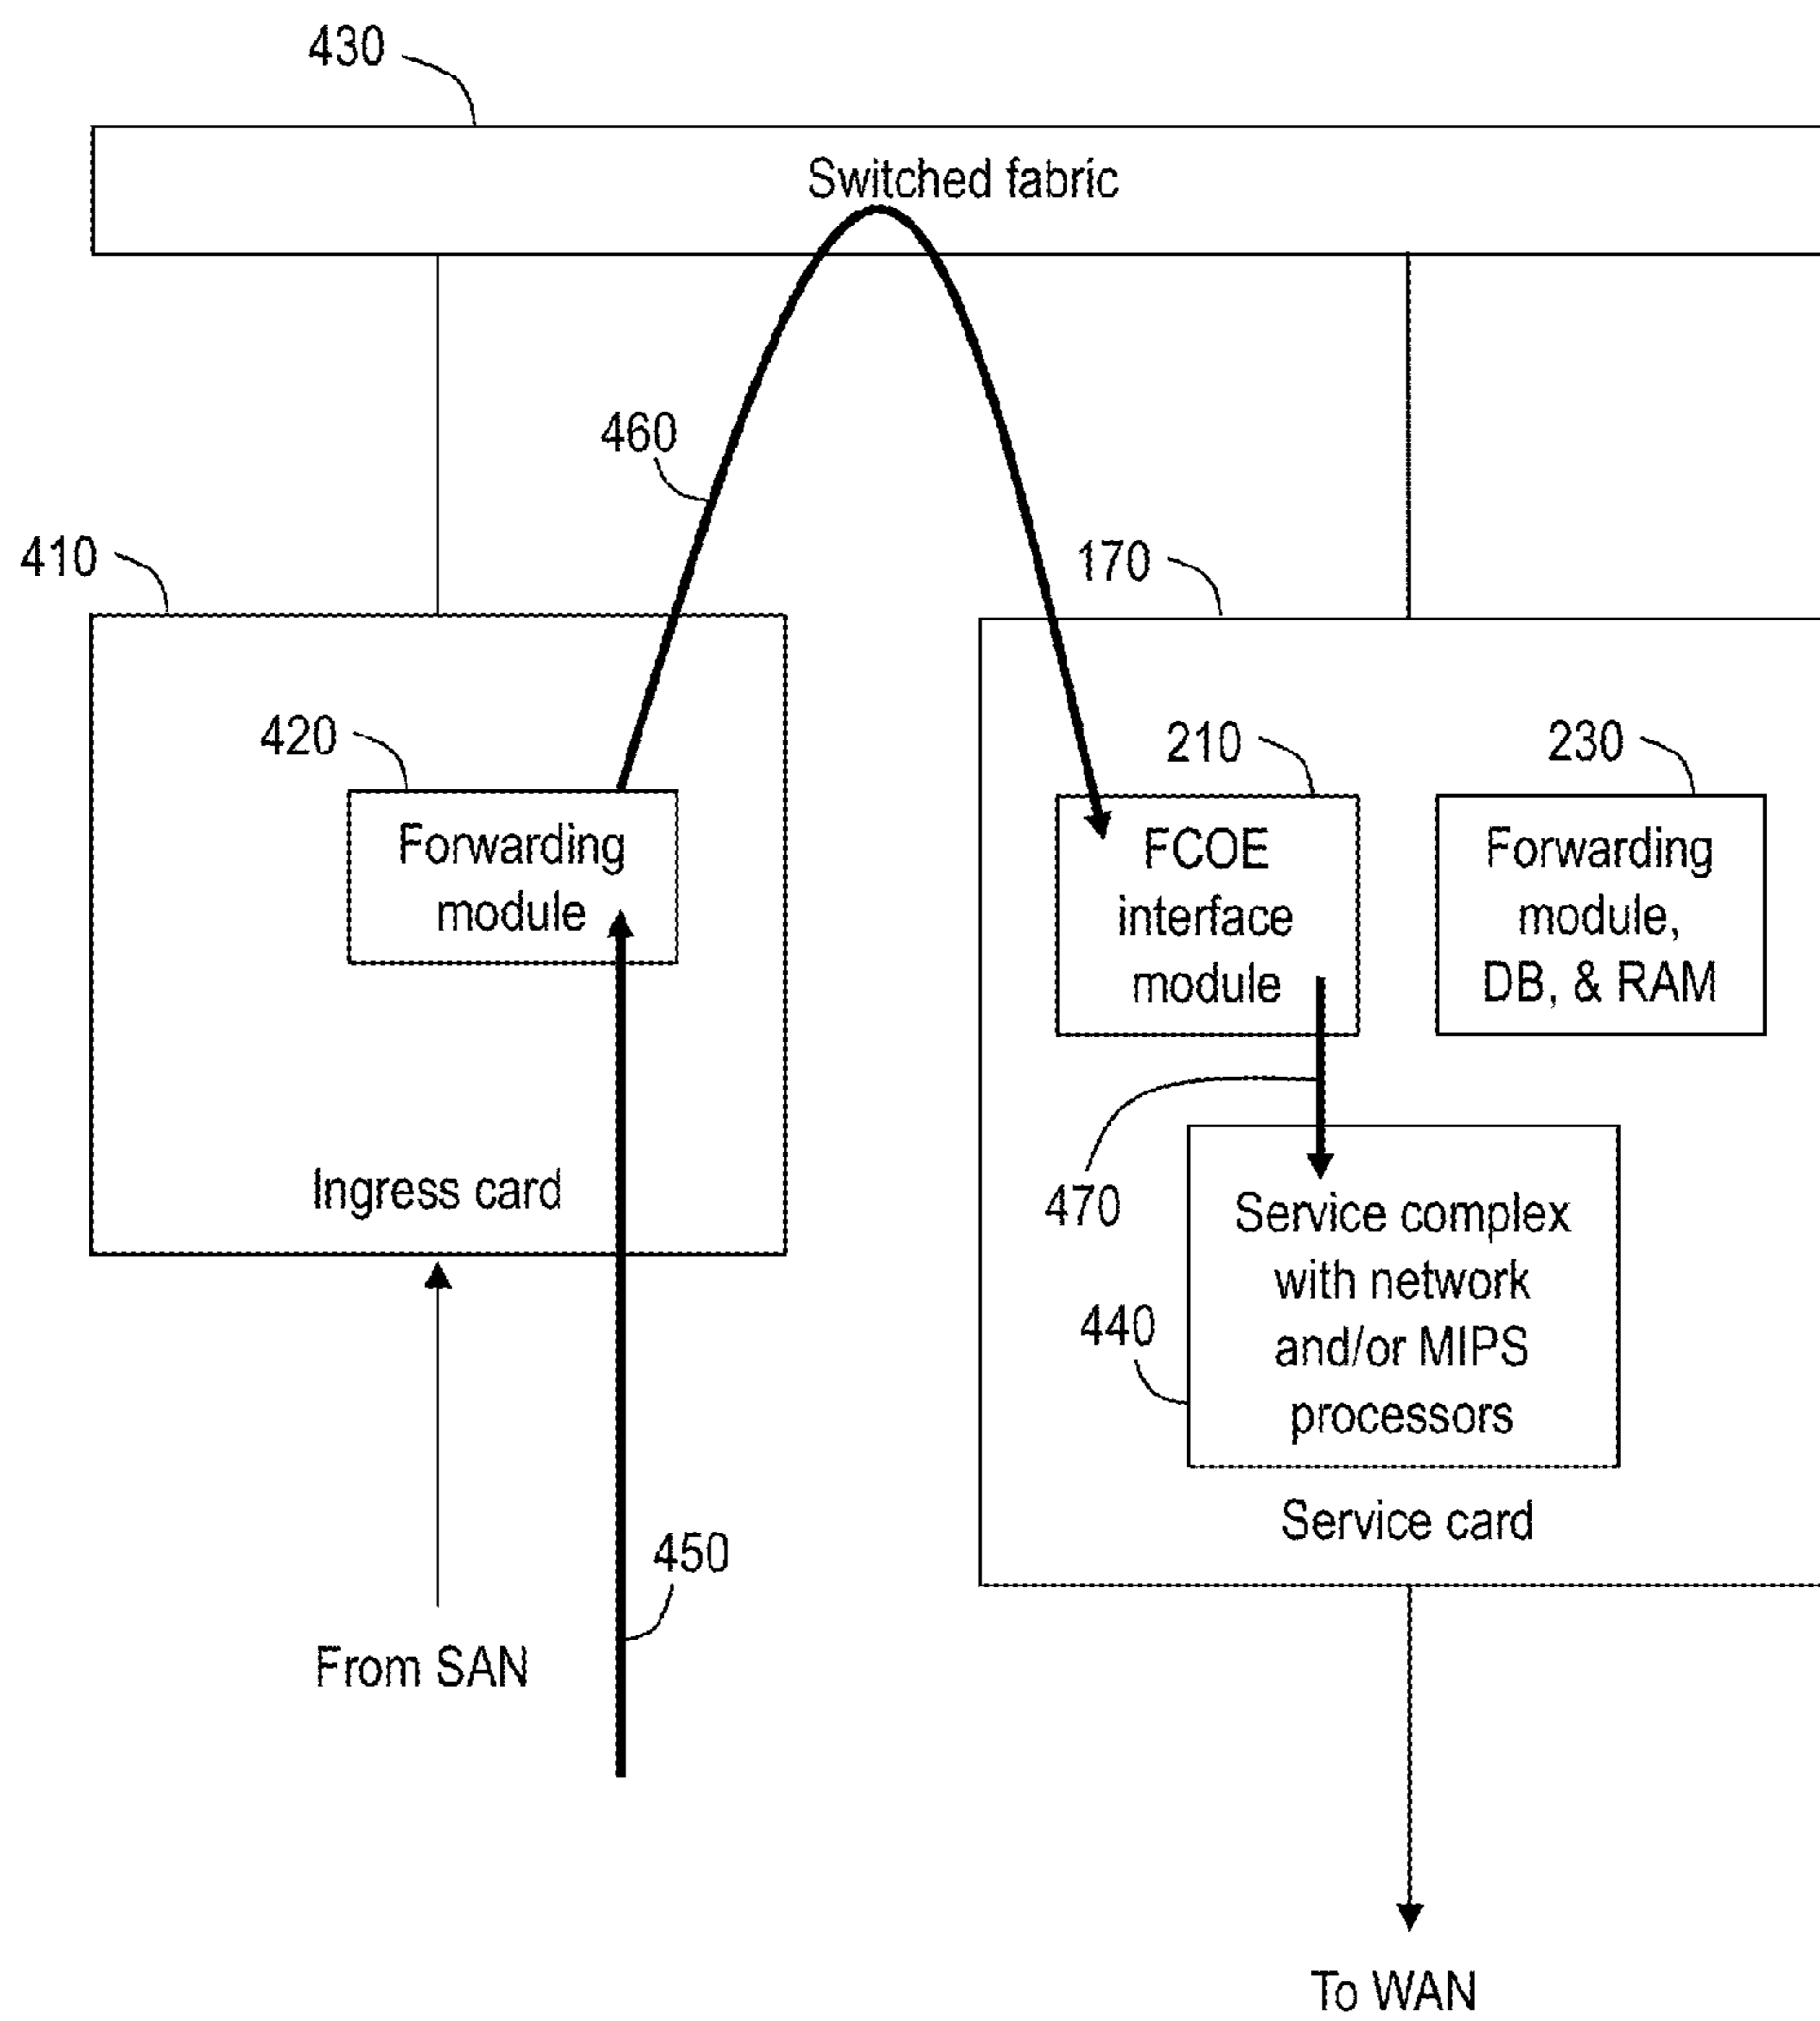 430
Switched fabric
460
410
170
420
210
230
Forwarding
module
FCOE
interface
module
Forwarding
module,
DB, & RAM
Ingress card
470
Service complex
with network
and/or MIPS
processors
440
Service card
450
From SAN
To WAN